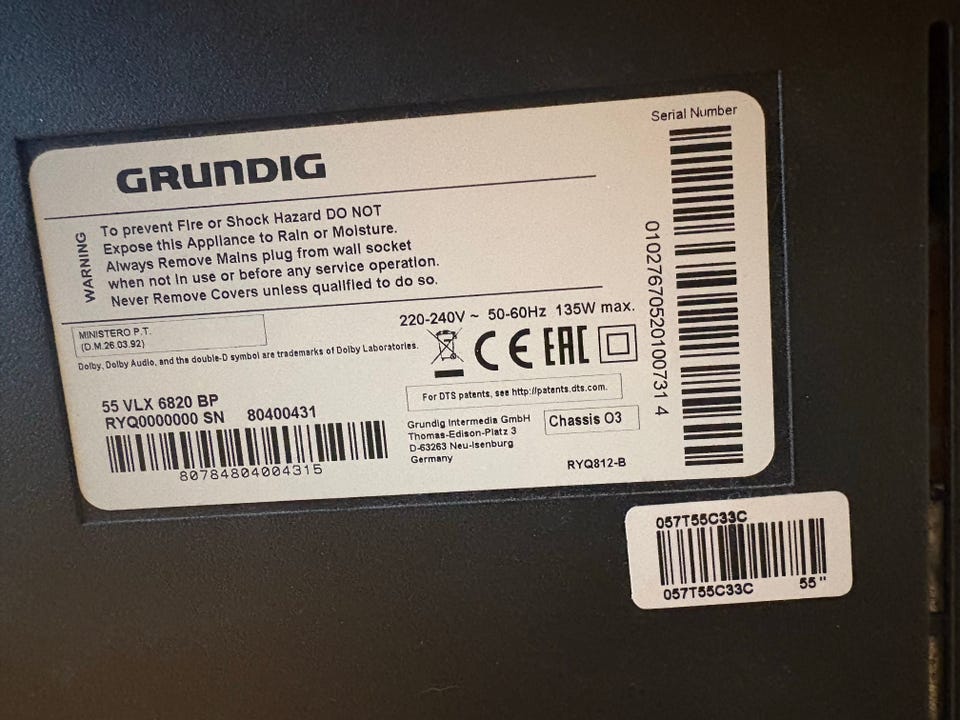 GRUNDIG
WARNING
To prevent Fire or Shock Hazard DO NOT
Expose this Appliance to Rain or Moisture.
Always Remove Mains plug from wall socket
when not in use or before any service operation.
Never Remove Covers unless qualified to do so.
MINISTERO P.T.
(D.M.26.03.92)
220-240V ~ 50-60Hz 135W max.
Dolby, Dolby Audio, and the double-D symbol are trademarks of Dolby Laboratories.
CE EAC
For DTS patents, see http://patents.dts.com.
55 VLX 6820 BP
RYQ0000000 SN 80400431
80784804004315
Grundig Intermedia GmbH
Thomas-Edison-Platz 3
D-63263 Neu-Isenburg
Germany
Chassis O3
RYQ812-B
Serial Number
01027670520100731 4
057T55C33C
057T55C33C 55"